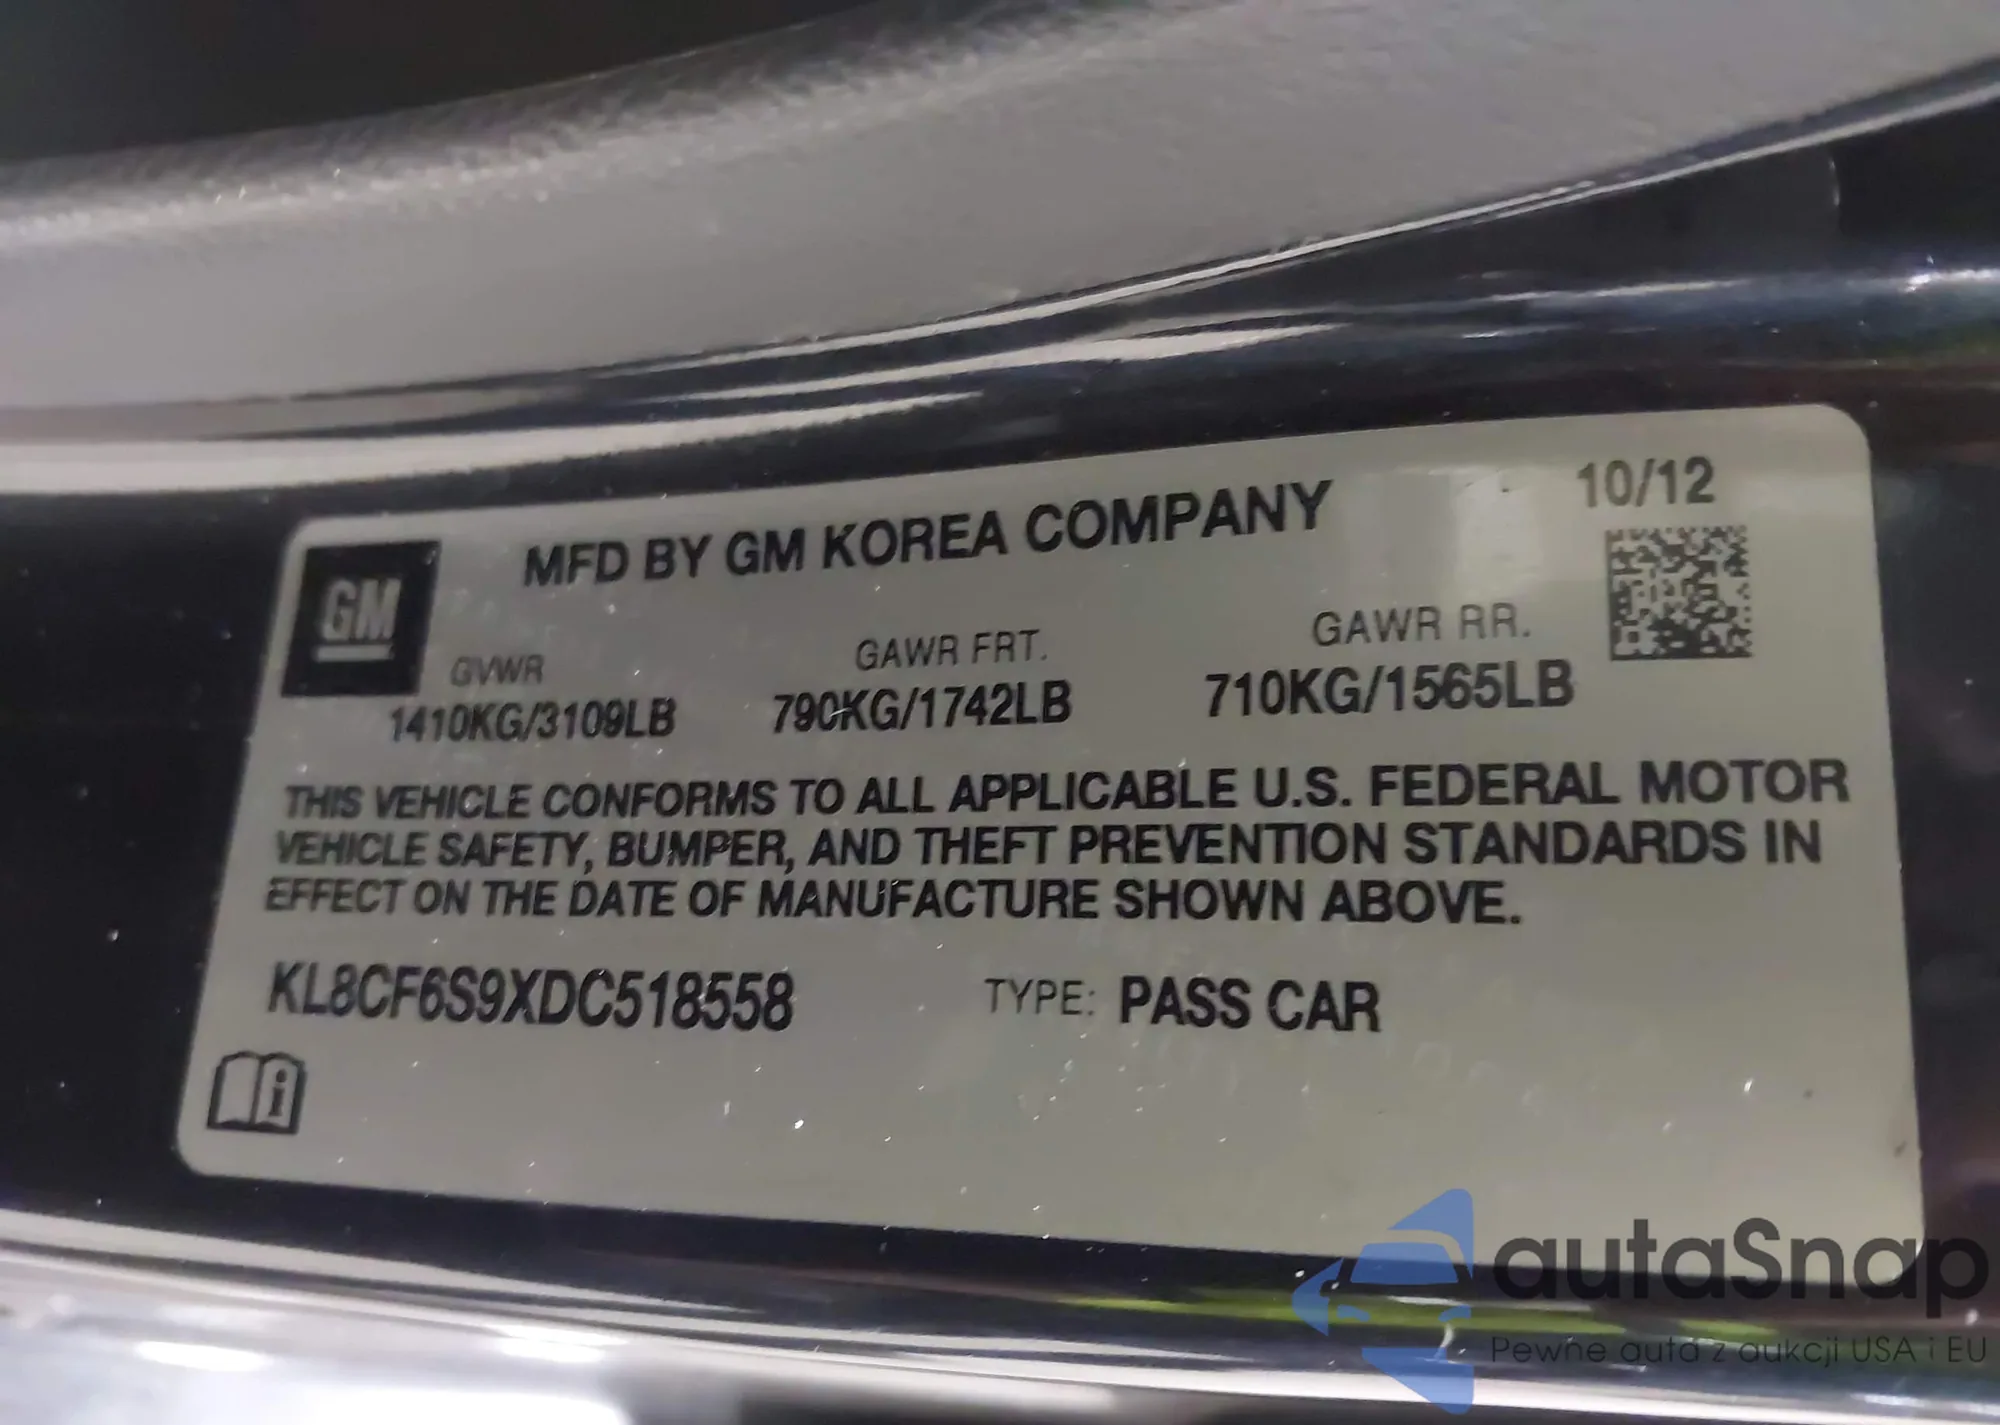 MFD BY GM KOREA COMPANY
10/12
GM
GVWR
GAWR FRT.
GAWR RR.
1410KG/3109LB
790KG/1742LB
710KG/1565LB
THIS VEHICLE CONFORMS TO ALL APPLICABLE U.S. FEDERAL MOTOR
VEHICLE SAFETY, BUMPER, AND THEFT PREVENTION STANDARDS IN
EFFECT ON THE DATE OF MANUFACTURE SHOWN ABOVE.
KL8CF6S9XDC518558
TYPE: PASS CAR
i
autaSnap
Pewne auta z aukcji USA i EU